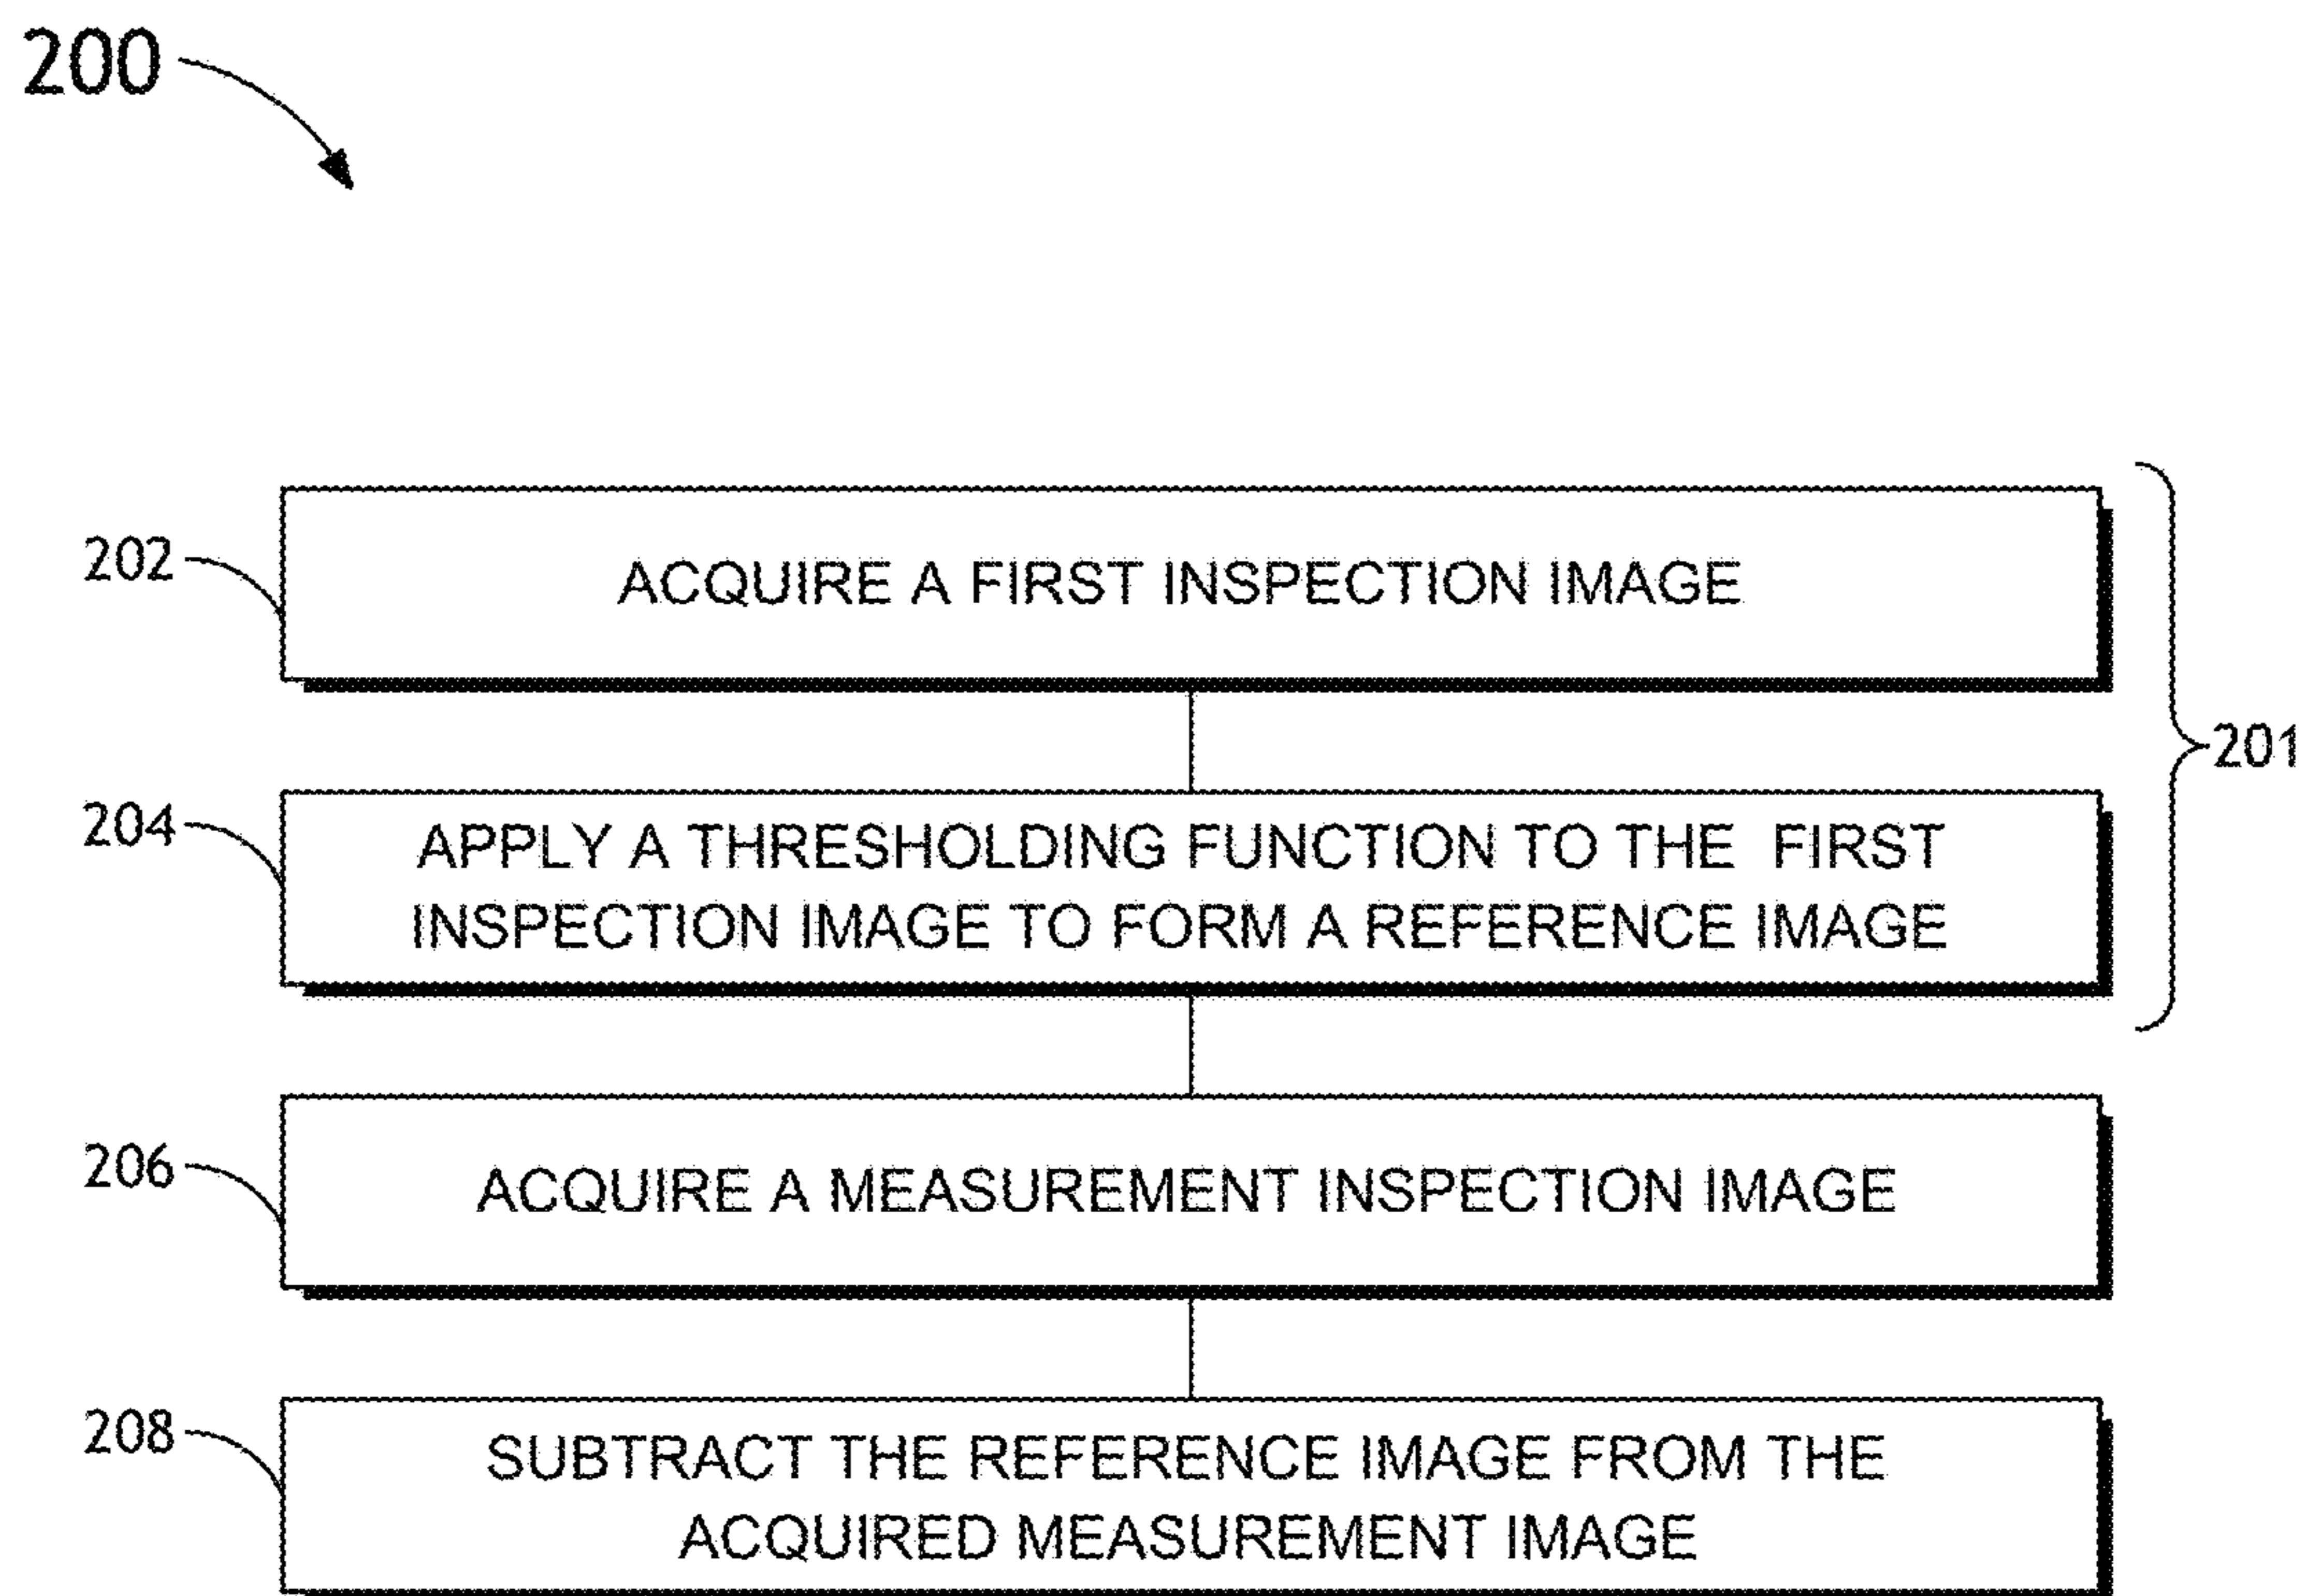 200
202
ACQUIRE A FIRST INSPECTION IMAGE
201
204
APPLY A THRESHOLDING FUNCTION TO THE FIRST
INSPECTION IMAGE TO FORM A REFERENCE IMAGE
206
ACQUIRE A MEASUREMENT INSPECTION IMAGE
208
SUBTRACT THE REFERENCE IMAGE FROM THE
ACQUIRED MEASUREMENT IMAGE